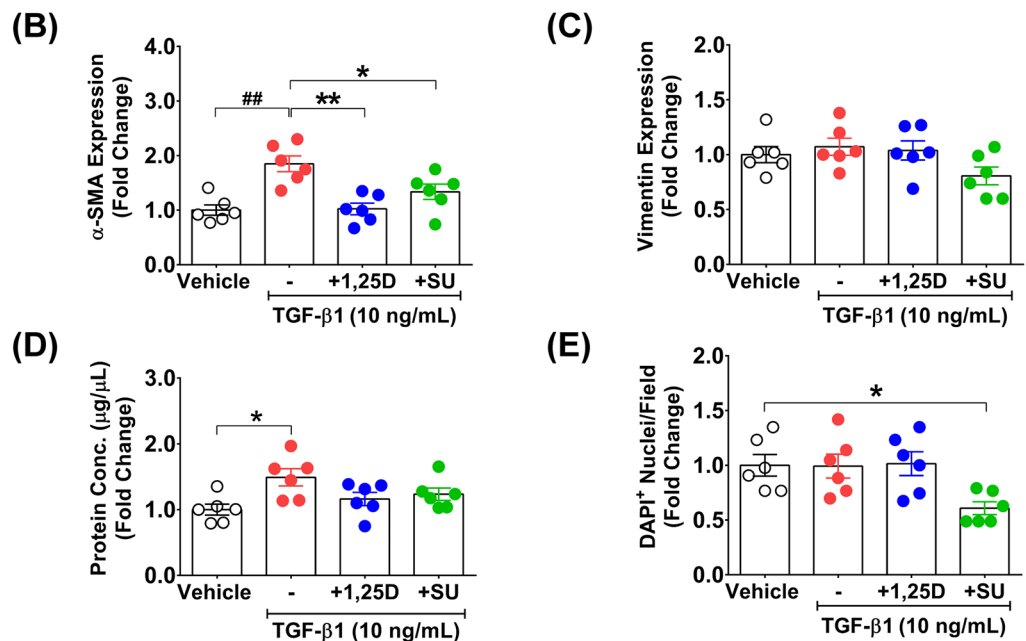 (B)
α-SMA Expression
(Fold Change)
4.0
3.0
2.0
1.0
0.0
##
**
*
Vehicle - +1,25D +SU
TGF-β1 (10 ng/mL)
(C)
Vimentin Expression
(Fold Change)
2.0
1.5
1.0
0.5
0.0
Vehicle - +1,25D +SU
TGF-β1 (10 ng/mL)
(D)
Protein Conc. (μg/μL)
(Fold Change)
3.0
2.0
1.0
0.0
*
Vehicle - +1,25D +SU
TGF-β1 (10 ng/mL)
(E)
DAPI⁺ Nuclei/Field
(Fold Change)
2.0
1.5
1.0
0.5
0.0
*
Vehicle - +1,25D +SU
TGF-β1 (10 ng/mL)